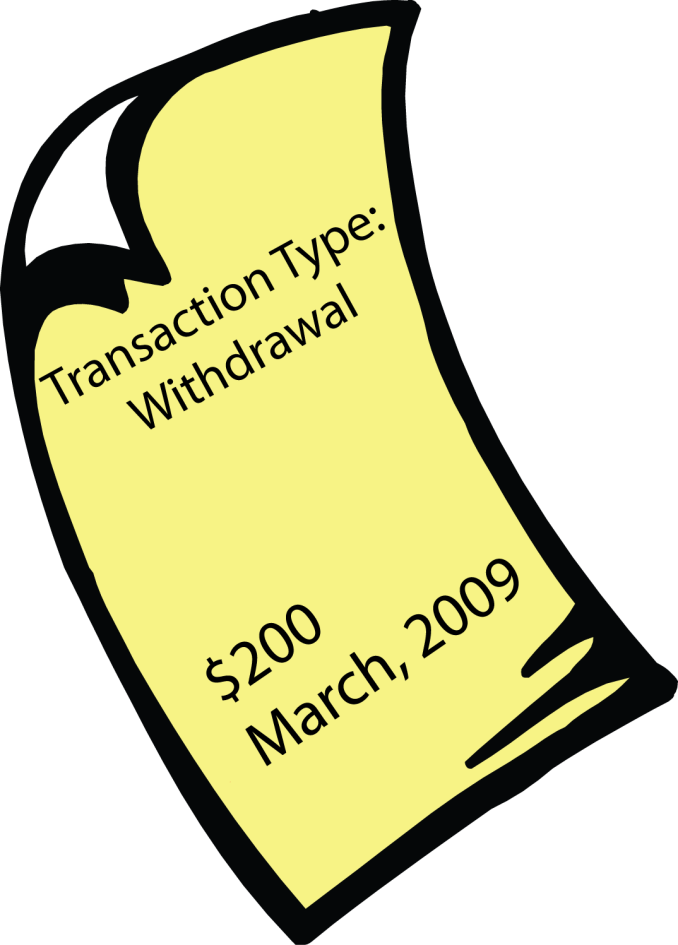 Transaction Type:
Withdrawal
$200
March, 2009